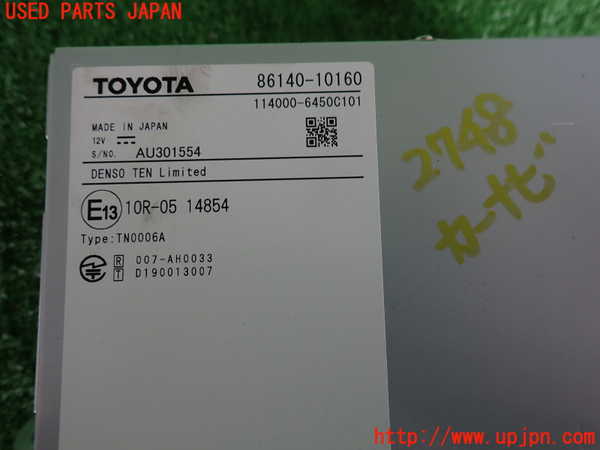 USED PARTS JAPAN
TOYOTA 86140-10160
114000-6450C101
MADE IN JAPAN
12V
S/NO. AU301554
DENSO TEN Limited
E13 10R-05 14854
Type:TN0006A
R 007-AH0033
T D190013007
2748
カーナビ
http://www.upjpn.com/